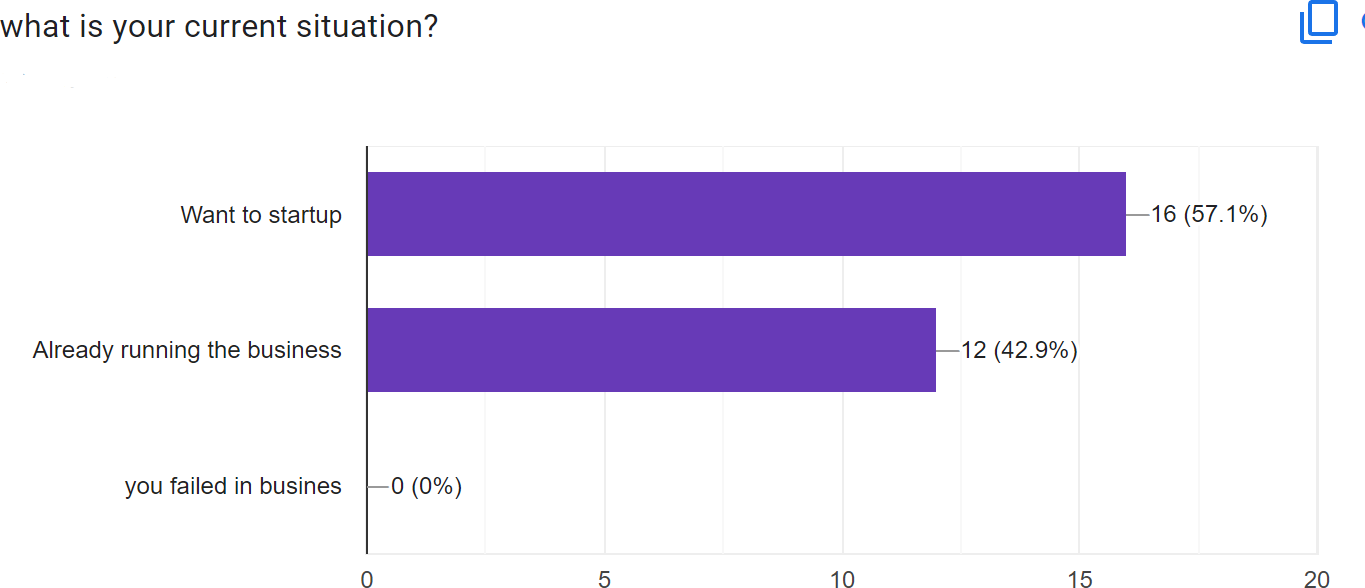 what is your current situation?
Want to startup
16 (57.1%)
Already running the business
12 (42.9%)
you failed in busines
0 (0%)
0 5 10 15 20